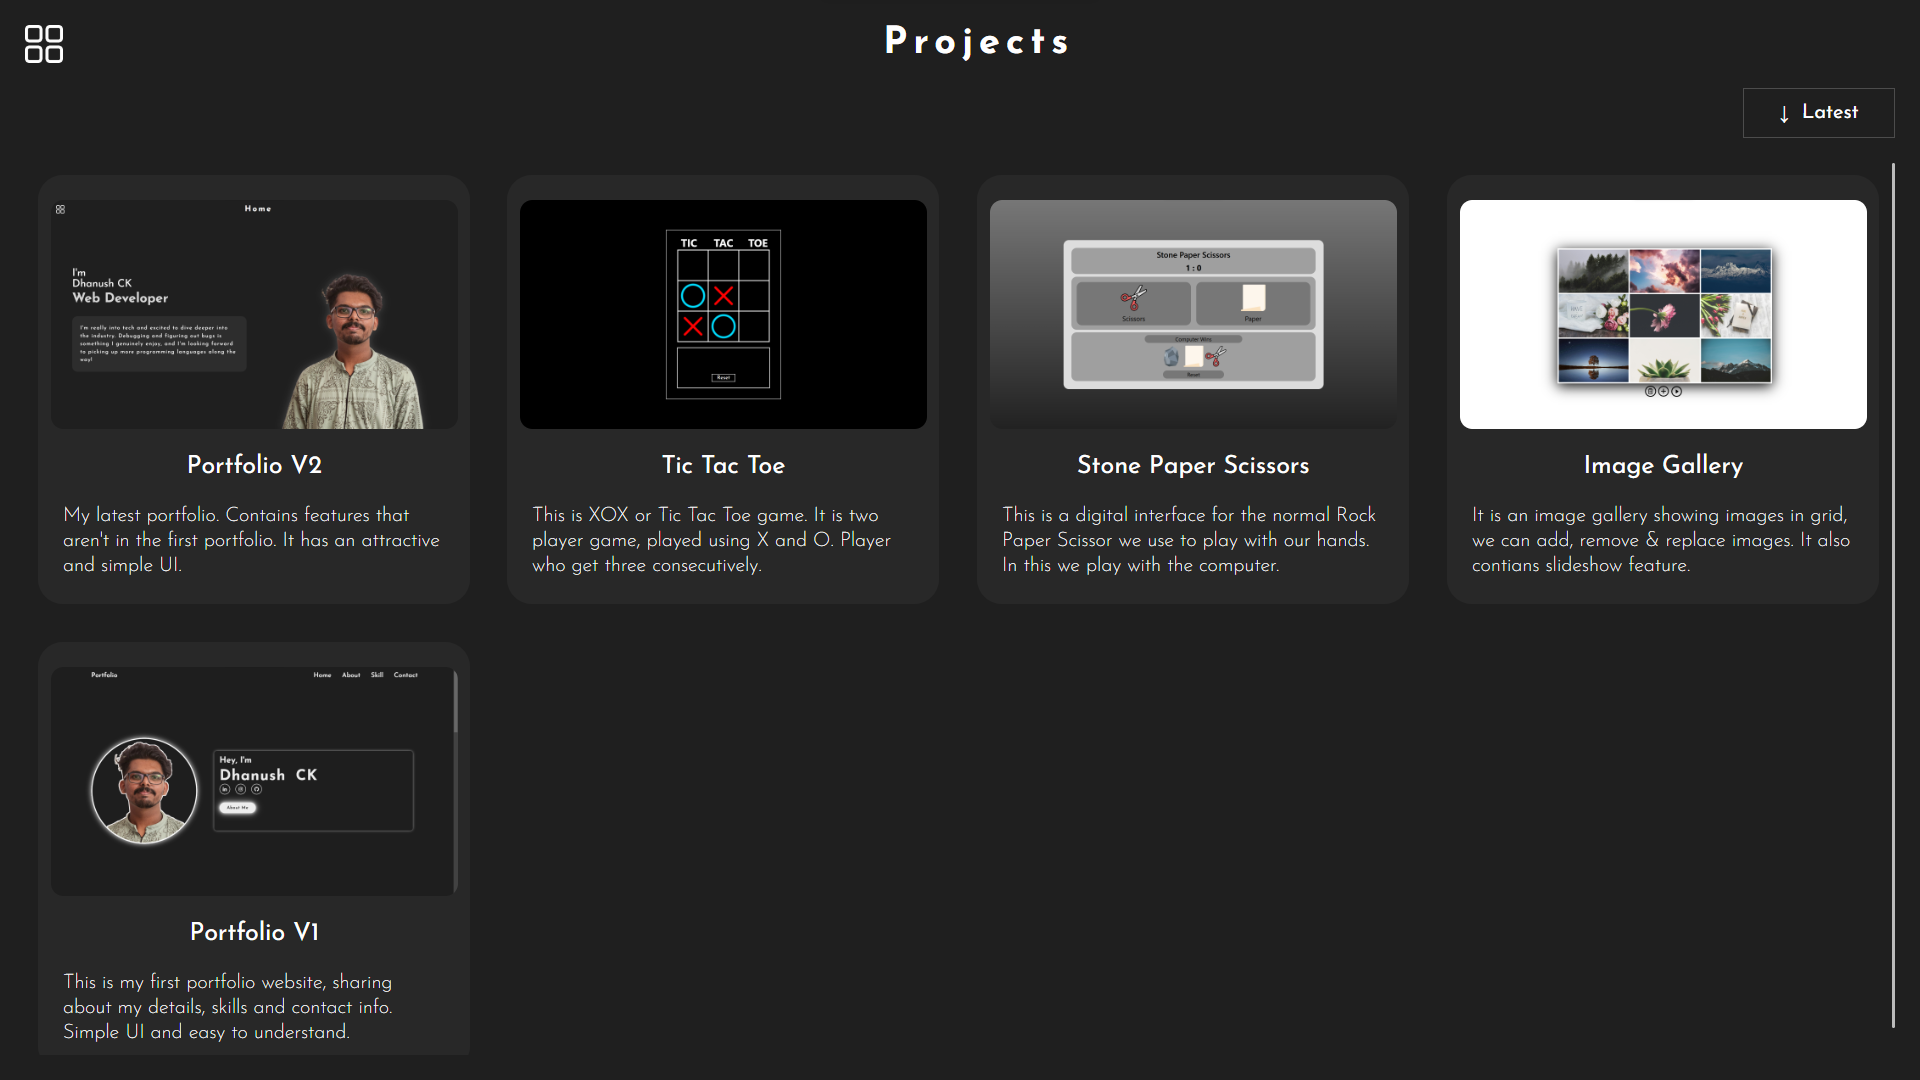 Projects
↓ Latest
Home
I'm
Dhanush CK
Web Developer
I'm really into tech and excited to dive deeper into
the industry. Debugging and figuring out bugs is
something I genuinely enjoy, and I'm looking forward
to picking up more programming languages along the
way!
Portfolio V2
My latest portfolio. Contains features that
aren't in the first portfolio. It has an attractive
and simple UI.
TIC TAC TOE
Reset
Tic Tac Toe
This is XOX or Tic Tac Toe game. It is two
player game, played using X and O. Player
who get three consecutively.
Stone Paper Scissors
1 : 0
Scissors
Paper
Computer Wins
Reset
Stone Paper Scissors
This is a digital interface for the normal Rock
Paper Scissor we use to play with our hands.
In this we play with the computer.
Image Gallery
It is an image gallery showing images in grid,
we can add, remove & replace images. It also
contians slideshow feature.
Portfolio
Home About Skill Contact
Hey, I'm
Dhanush CK
About Me
Portfolio V1
This is my first portfolio website, sharing
about my details, skills and contact info.
Simple UI and easy to understand.